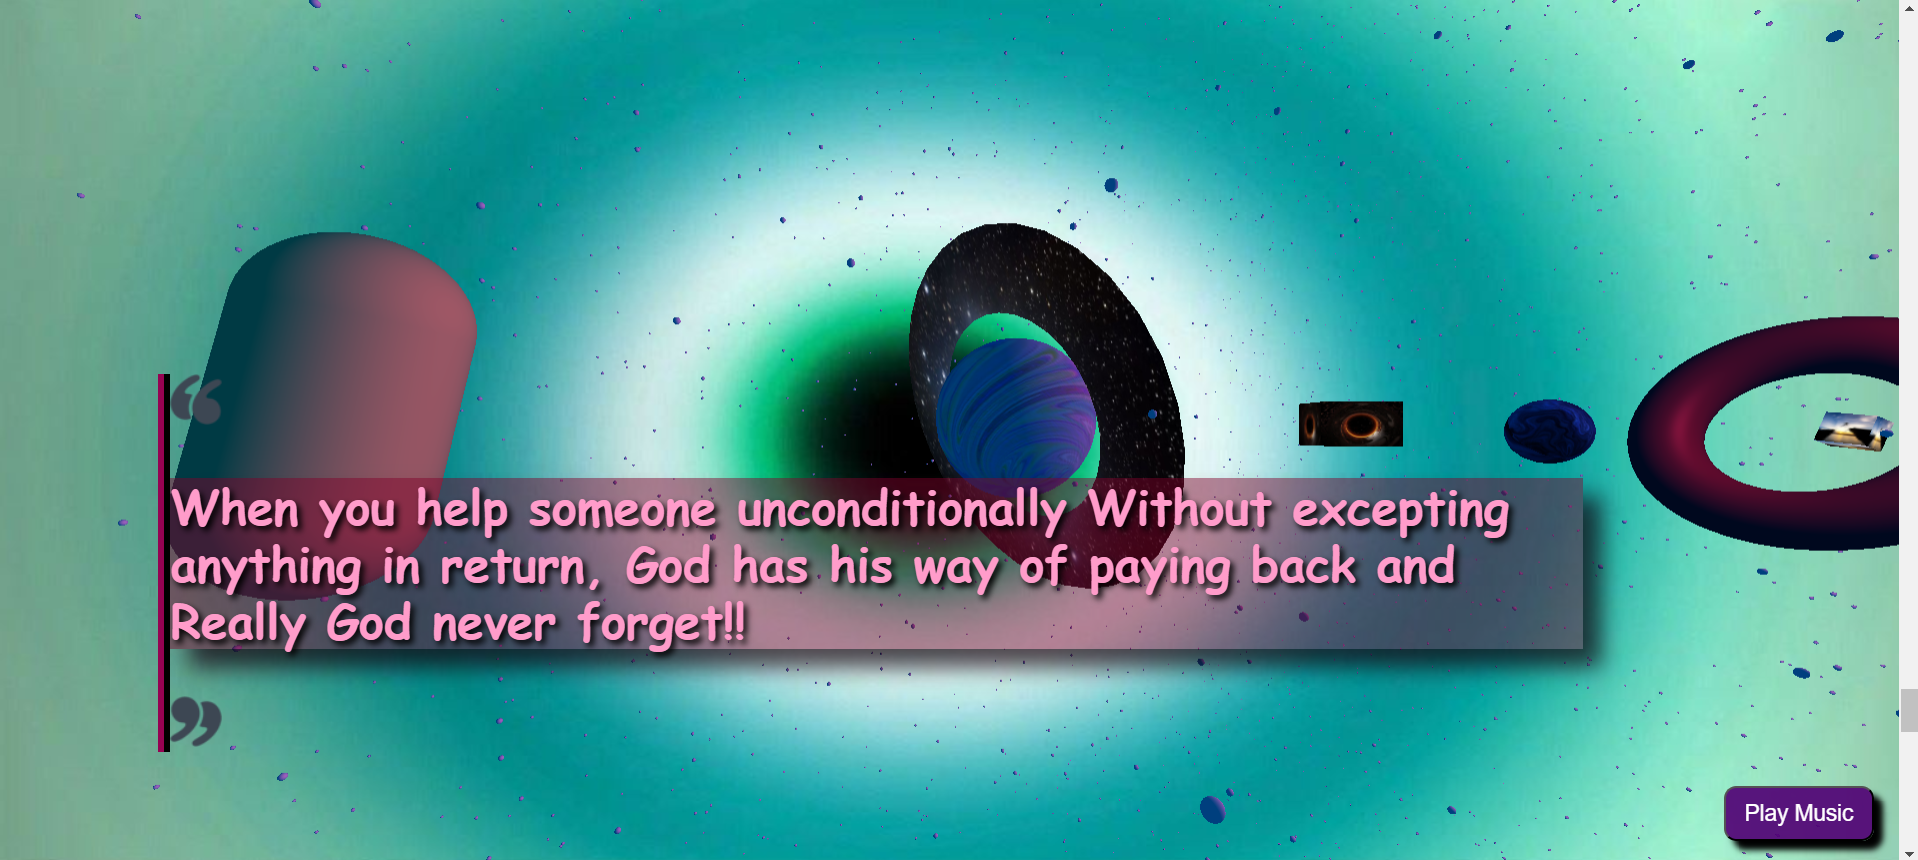 “
When you help someone unconditionally Without excepting
anything in return, God has his way of paying back and
Really God never forget!!
”
Play Music